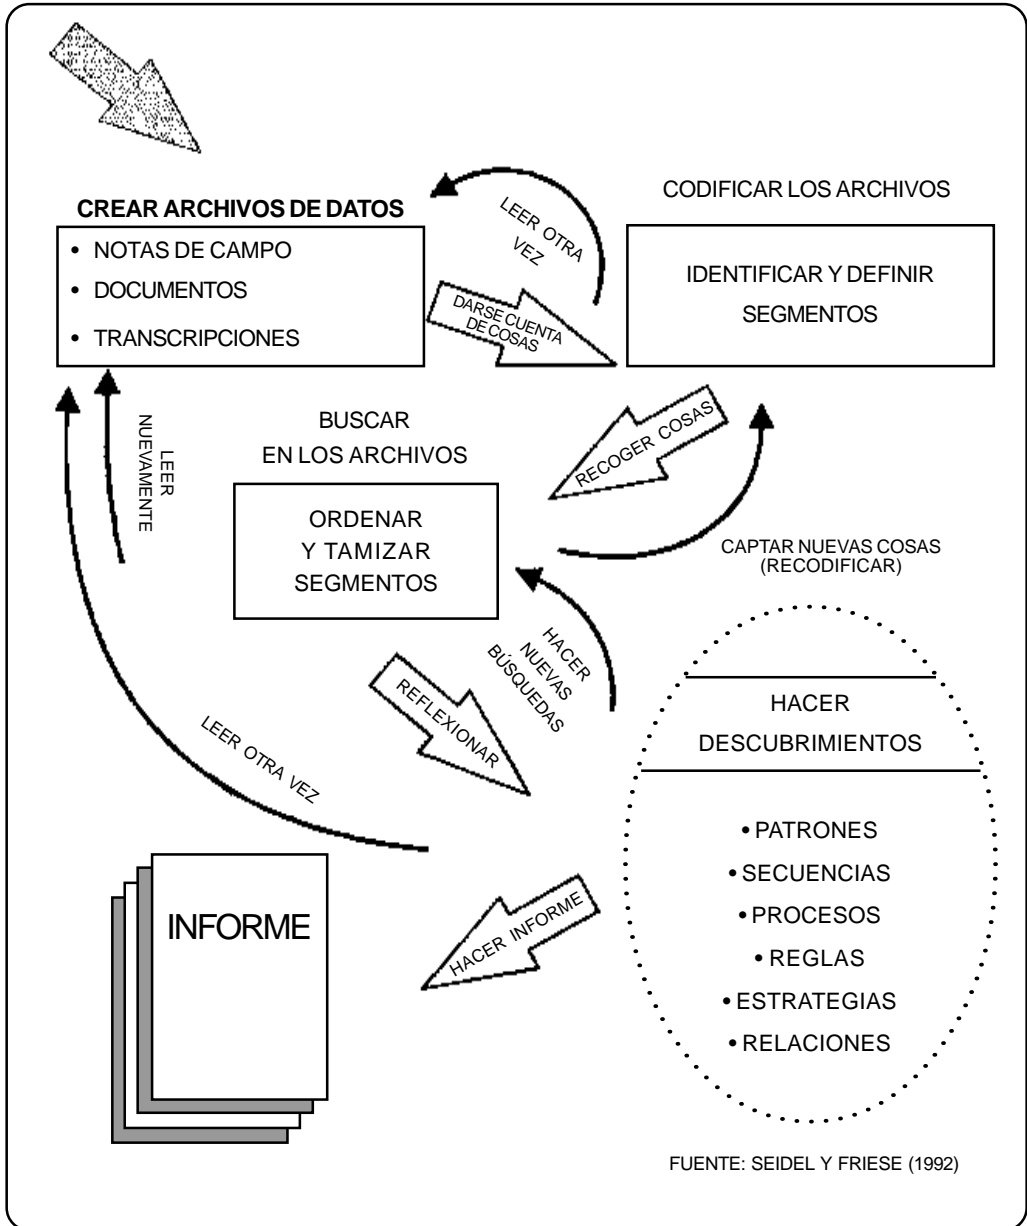 CREAR ARCHIVOS DE DATOS
• NOTAS DE CAMPO
• DOCUMENTOS
• TRANSCRIPCIONES
LEER OTRA
VEZ
DARSE CUENTA
DE COSAS
CODIFICAR LOS ARCHIVOS
IDENTIFICAR Y DEFINIR
SEGMENTOS
RECOGER COSAS
BUSCAR
EN LOS ARCHIVOS
ORDENAR
Y TAMIZAR
SEGMENTOS
LEER
NUEVAMENTE
CAPTAR NUEVAS COSAS
(RECODIFICAR)
HACER
NUEVAS
BÚSQUEDAS
REFLEXIONAR
LEER OTRA VEZ
HACER
DESCUBRIMIENTOS
• PATRONES
• SECUENCIAS
• PROCESOS
• REGLAS
• ESTRATEGIAS
• RELACIONES
HACER INFORME
INFORME
FUENTE: SEIDEL Y FRIESE (1992)